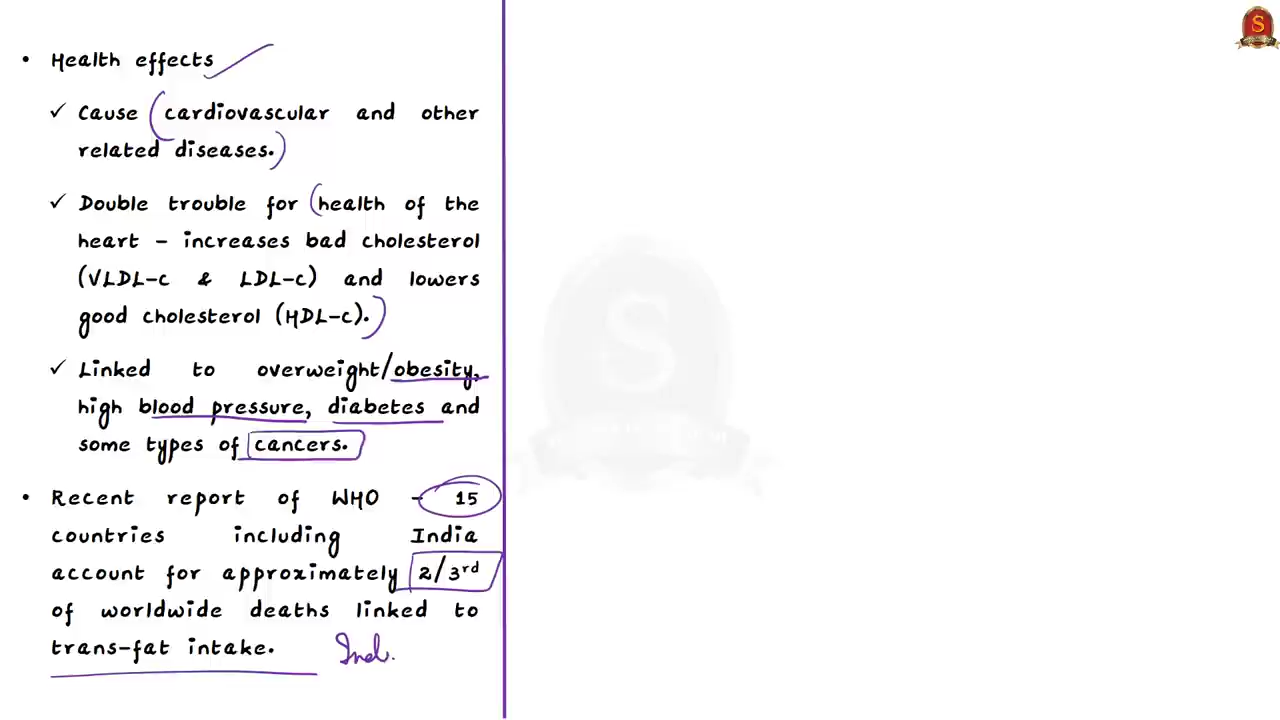 • Health effects
✓ Cause (cardiovascular and other
related diseases.)
✓ Double trouble for (health of the
heart – increases bad cholesterol
(VLDL-c & LDL-c) and lowers
good cholesterol (HDL-c).)
✓ Linked to overweight/obesity,
high blood pressure, diabetes and
some types of cancers.
• Recent report of WHO – 15
countries including India
account for approximately 2/3rd
of worldwide deaths linked to
trans-fat intake.
S
S